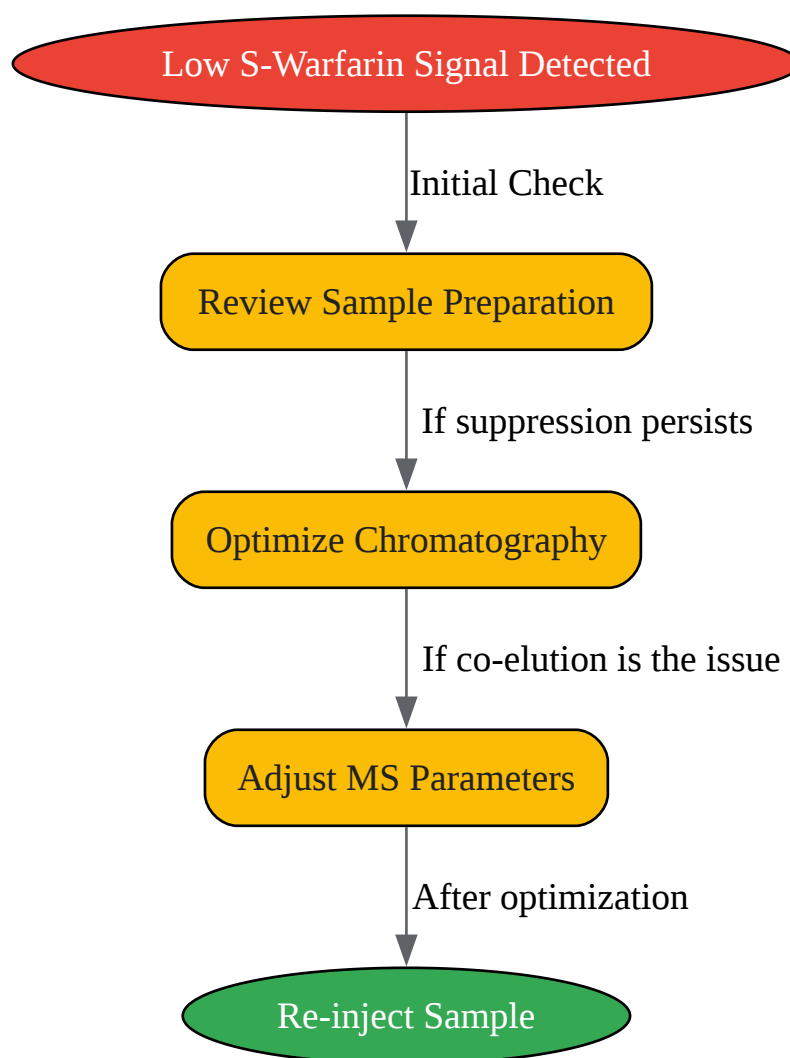 Low S-Warfarin Signal Detected
Initial Check
Review Sample Preparation
If suppression persists
Optimize Chromatography
If co-elution is the issue
Adjust MS Parameters
After optimization
Re-inject Sample